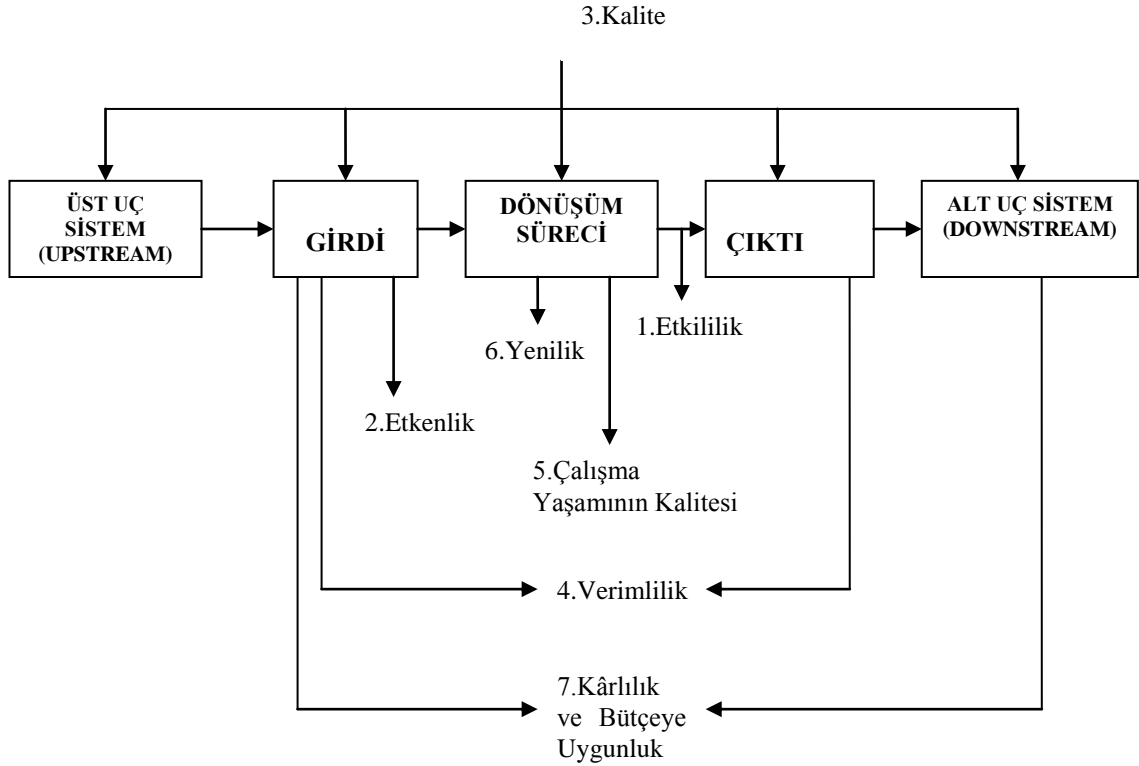 3.Kalite
ÜST UÇ
SİSTEM
(UPSTREAM)
GİRDİ
DÖNÜŞÜM
SÜRECİ
ÇIKTI
ALT UÇ SİSTEM
(DOWNSTREAM)
1.Etkililik
6.Yenilik
2.Etkenlik
5.Çalışma
Yaşamının Kalitesi
4.Verimlilik
7.Kârlılık
ve Bütçeye
Uygunluk